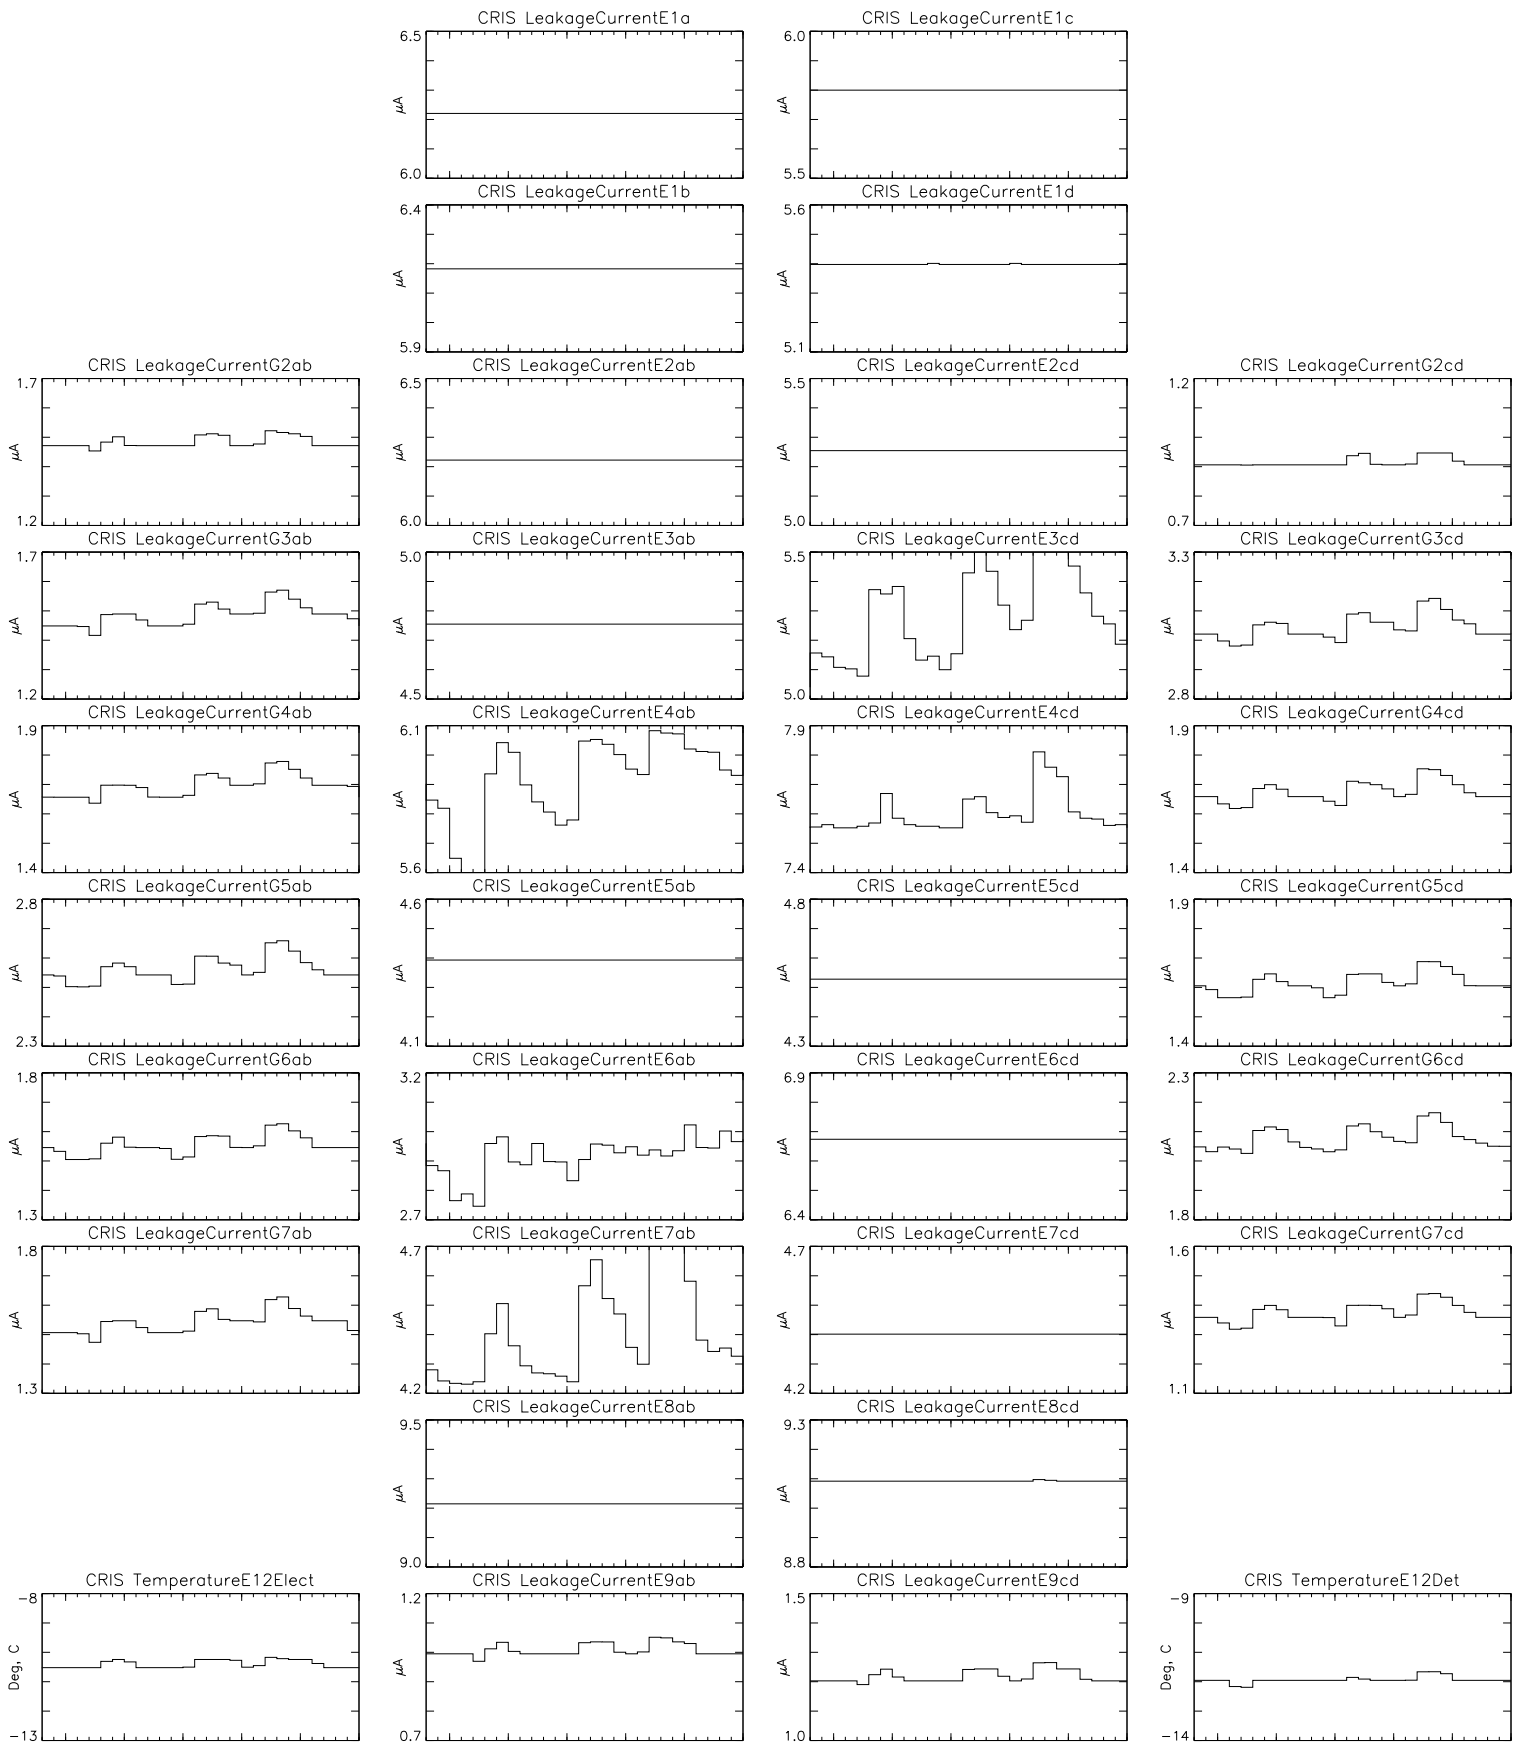 CRIS LeakageCurrentE1a
6.5
μA
6.0
CRIS LeakageCurrentE1c
6.0
μA
5.5
CRIS LeakageCurrentE1b
6.4
μA
5.9
CRIS LeakageCurrentE1d
5.6
μA
5.1
CRIS LeakageCurrentG2ab
1.7
μA
1.2
CRIS LeakageCurrentE2ab
6.5
μA
6.0
CRIS LeakageCurrentE2cd
5.5
μA
5.0
CRIS LeakageCurrentG2cd
1.2
μA
0.7
CRIS LeakageCurrentG3ab
1.7
μA
1.2
CRIS LeakageCurrentE3ab
5.0
μA
4.5
CRIS LeakageCurrentE3cd
5.5
μA
5.0
CRIS LeakageCurrentG3cd
3.3
μA
2.8
CRIS LeakageCurrentG4ab
1.9
μA
1.4
CRIS LeakageCurrentE4ab
6.1
μA
5.6
CRIS LeakageCurrentE4cd
7.9
μA
7.4
CRIS LeakageCurrentG4cd
1.9
μA
1.4
CRIS LeakageCurrentG5ab
2.8
μA
2.3
CRIS LeakageCurrentE5ab
4.6
μA
4.1
CRIS LeakageCurrentE5cd
4.8
μA
4.3
CRIS LeakageCurrentG5cd
1.9
μA
1.4
CRIS LeakageCurrentG6ab
1.8
μA
1.3
CRIS LeakageCurrentE6ab
3.2
μA
2.7
CRIS LeakageCurrentE6cd
6.9
μA
6.4
CRIS LeakageCurrentG6cd
2.3
μA
1.8
CRIS LeakageCurrentG7ab
1.8
μA
1.3
CRIS LeakageCurrentE7ab
4.7
μA
4.2
CRIS LeakageCurrentE7cd
4.7
μA
4.2
CRIS LeakageCurrentG7cd
1.6
μA
1.1
CRIS LeakageCurrentE8ab
9.5
μA
9.0
CRIS LeakageCurrentE8cd
9.3
μA
8.8
CRIS TemperatureE12Elect
-8
Deg, C
-13
CRIS LeakageCurrentE9ab
1.2
μA
0.7
CRIS LeakageCurrentE9cd
1.5
μA
1.0
CRIS TemperatureE12Det
-9
Deg, C
-14